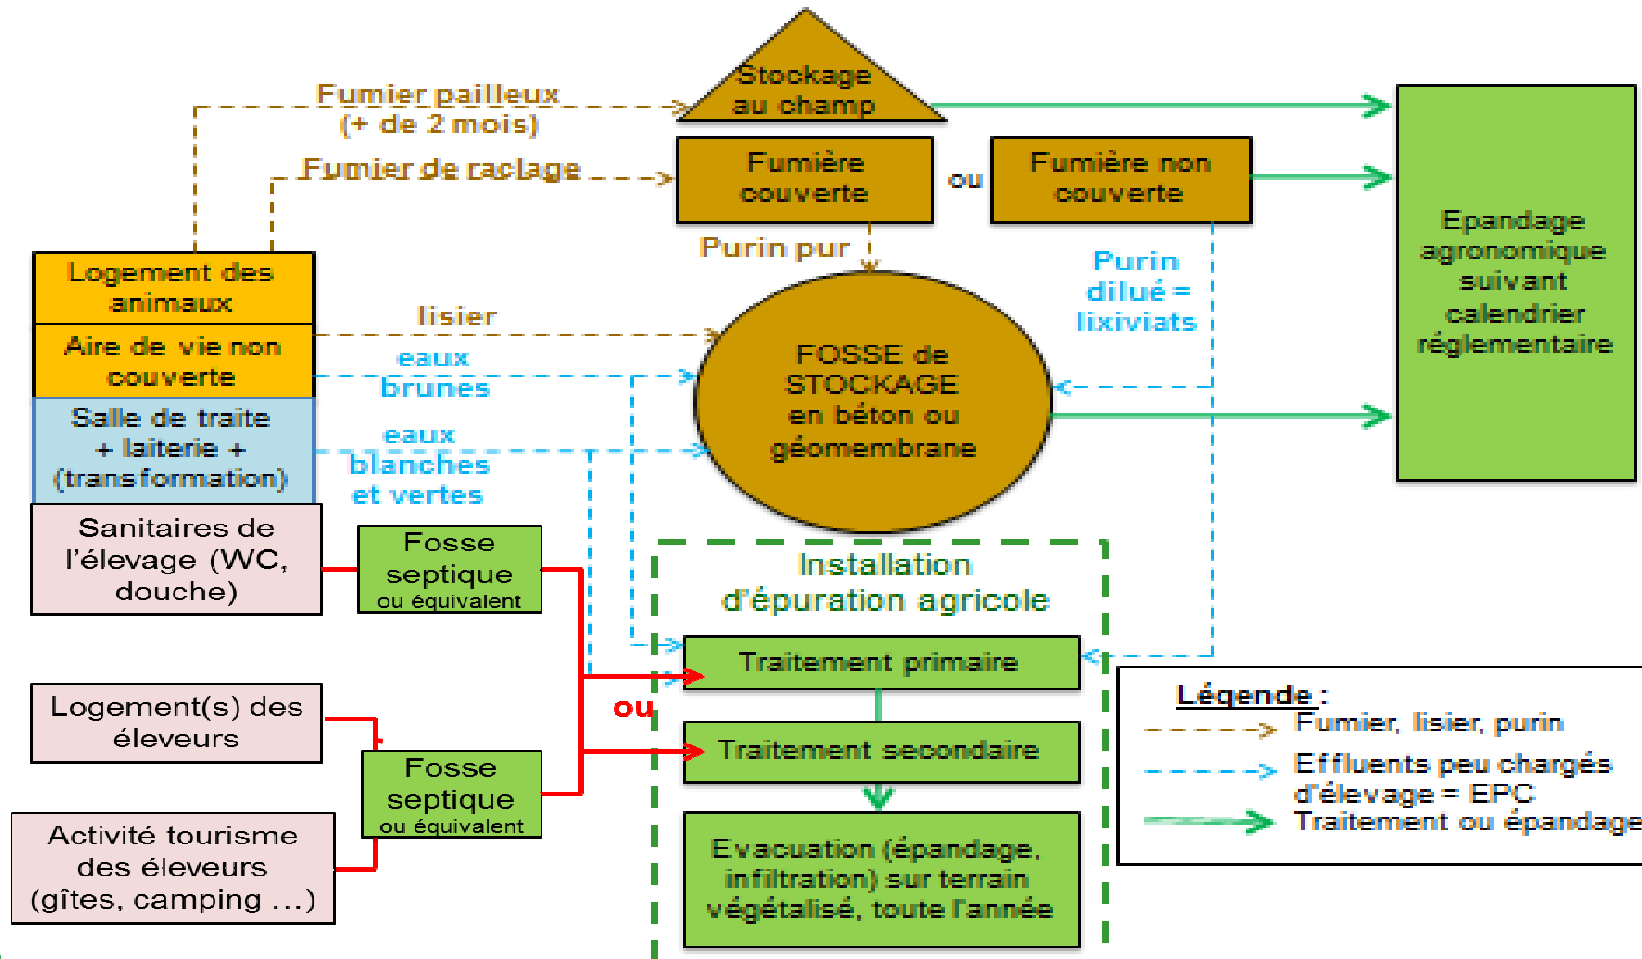 Stockage
au champ
Fumier pailleux
(+ de 2 mois)
Fumier de raclage
Fumière
couverte
ou
Fumière non
couverte
Epandage
agronomique
suivant
calendrier
réglementaire
Purin pur
Purin
dilué =
lixiviats
Logement des
animaux
Aire de vie non
couverte
Salle de traite
+ laiterie +
(transformation)
lisier
eaux
brunes
eaux
blanches
et vertes
FOSSE de
STOCKAGE
en béton ou
géomembrane
Sanitaires de
l'élevage (WC,
douche)
Fosse
septique
ou équivalent
Installation
d'épuration agricole
Traitement primaire
ou
Traitement secondaire
Logement(s) des
éleveurs
Fosse
septique
ou équivalent
Activité tourisme
des éleveurs
(gîtes, camping ...)
Evacuation (épandage,
infiltration) sur terrain
végétalisé, toute l'année
Légende :
Fumier, lisier, purin
Effluents peu chargés
d'élevage = EPC
Traitement ou épandage